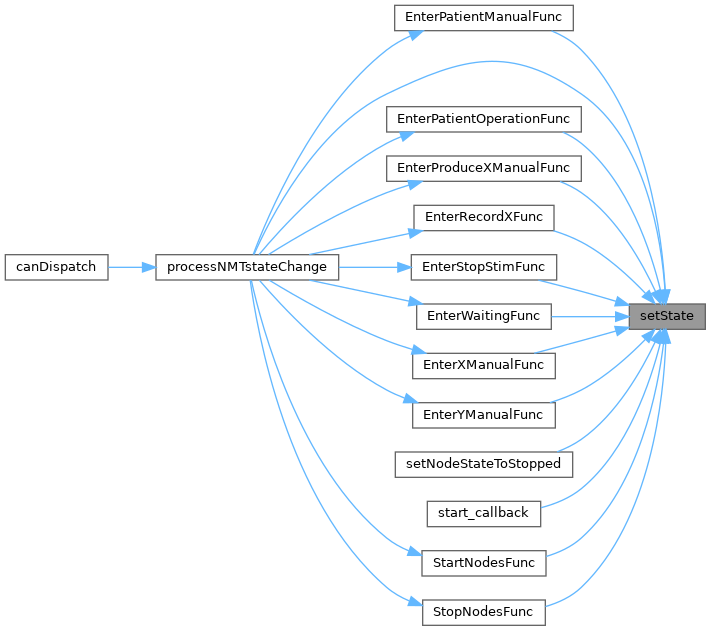 EnterPatientManualFunc
EnterPatientOperationFunc
EnterProduceXManualFunc
EnterRecordXFunc
canDispatch
processNMTstateChange
EnterStopStimFunc
EnterWaitingFunc
setState
EnterXManualFunc
EnterYManualFunc
setNodeStateToStopped
start_callback
StartNodesFunc
StopNodesFunc